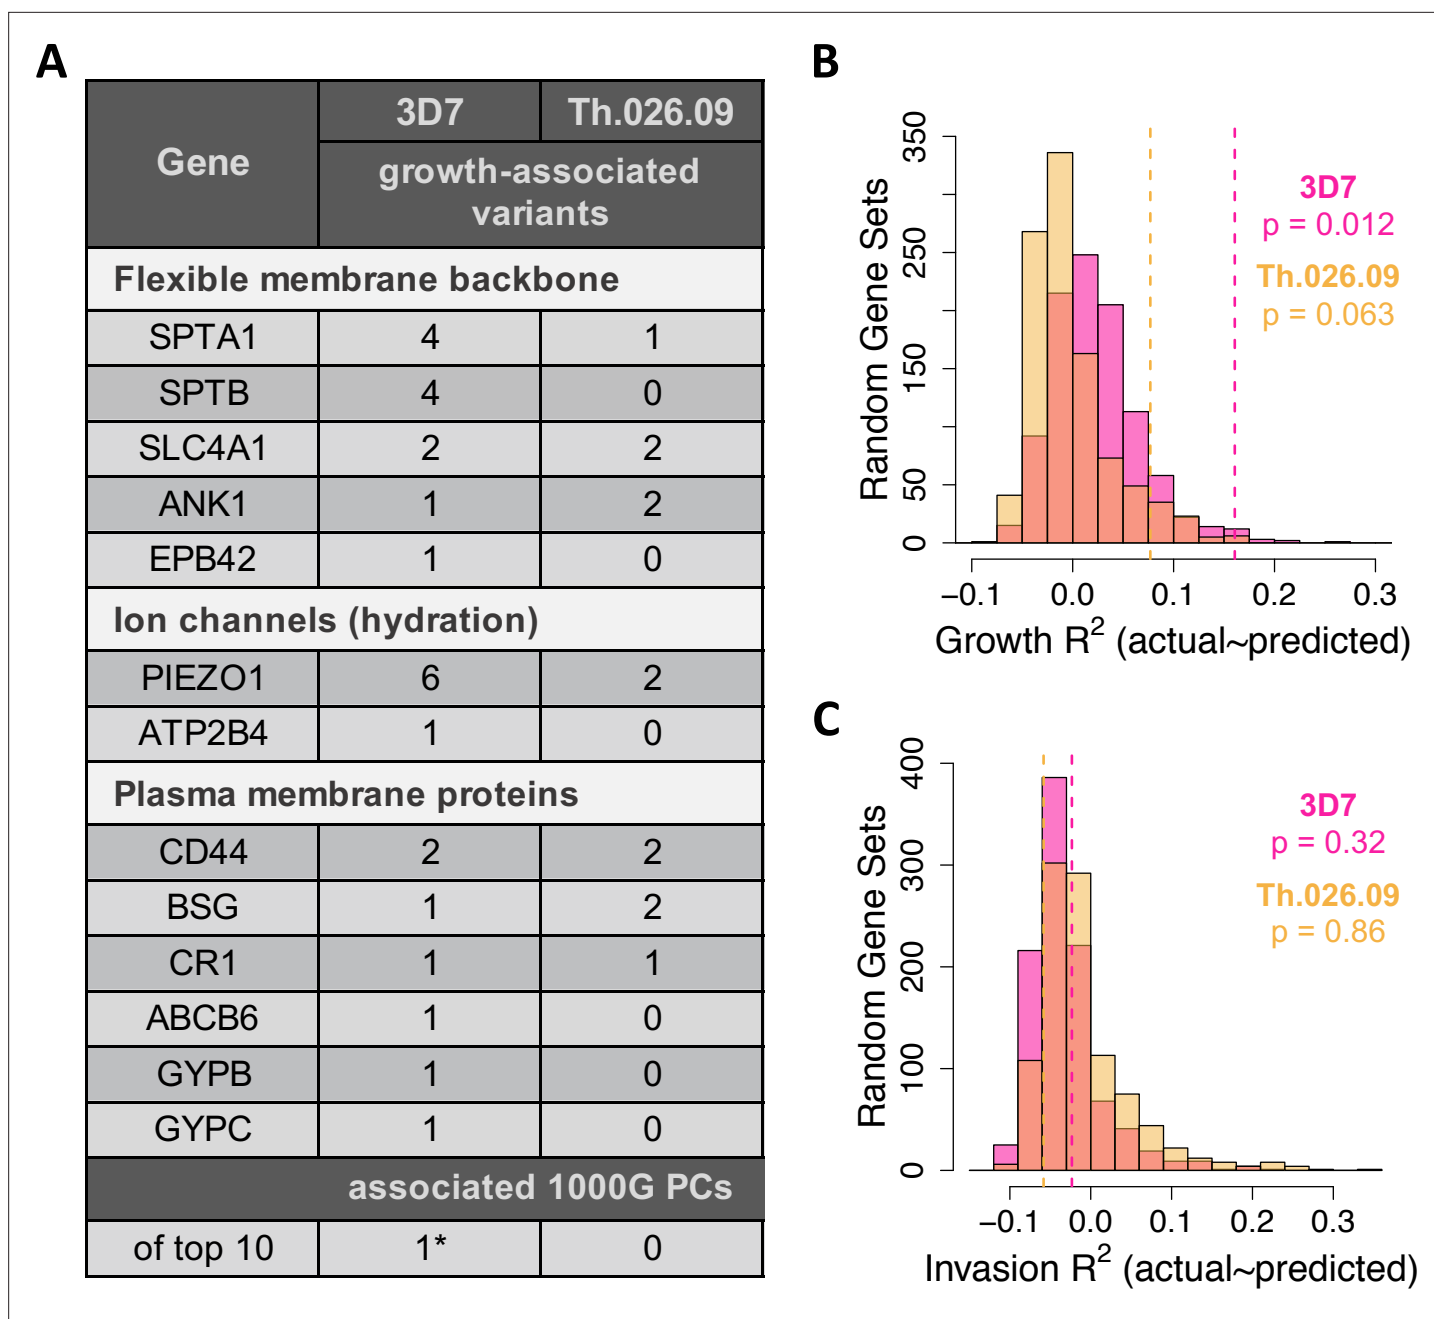 A
Gene
3D7 Th.026.09
growth-associated
variants
Flexible membrane backbone
SPTA1 4 1
SPTB 4 0
SLC4A1 2 2
ANK1 1 2
EPB42 1 0
Ion channels (hydration)
PIEZO1 6 2
ATP2B4 1 0
Plasma membrane proteins
CD44 2 2
BSG 1 2
CR1 1 1
ABCB6 1 0
GYPB 1 0
GYPC 1 0
associated 1000G PCs
of top 10 1* 0
B
Random Gene Sets
350
250
150
50
0
3D7
p = 0.012
Th.026.09
p = 0.063
−0.1 0.0 0.1 0.2 0.3
Growth R² (actual~predicted)
C
Random Gene Sets
400
300
200
100
0
3D7
p = 0.32
Th.026.09
p = 0.86
−0.1 0.0 0.1 0.2 0.3
Invasion R² (actual~predicted)